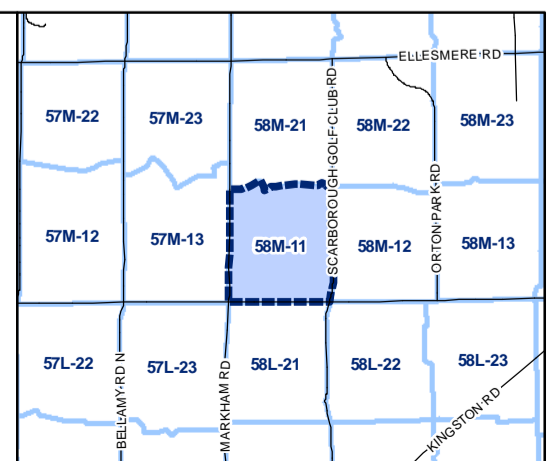 ELLESMERE RD
57M-22
57M-23
58M-21
58M-22
58M-23
SCARBOROUGH GOLF CLUB RD
ORTON PARK RD
57M-12
57M-13
58M-11
58M-12
58M-13
57L-22
57L-23
58L-21
58L-22
58L-23
BELLAMY RD N
MARKHAM RD
KINGSTON RD